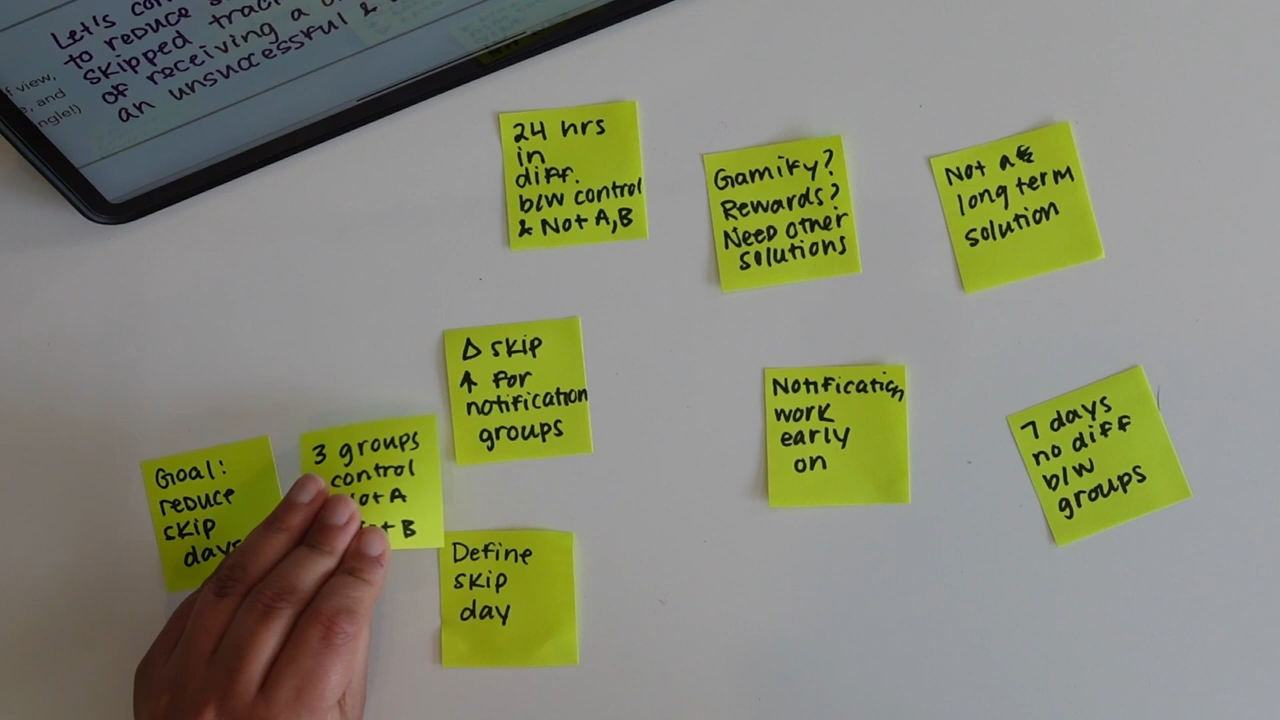 Let's
to reduce
skipped
of receiving a
an unsuccessful &
f view,
, and
ngle!)
24 hrs
in
diff.
b/w control
& Not A, B
Gamify?
Rewards?
Need other
solutions
Not a
long term
solution
Δ skip
↑ for
notification
groups
Notification
work
early
on
7 days
no diff
b/w
groups
Goal:
reduce
skip
days
3 groups
control
ot A
B
Define
skip
day